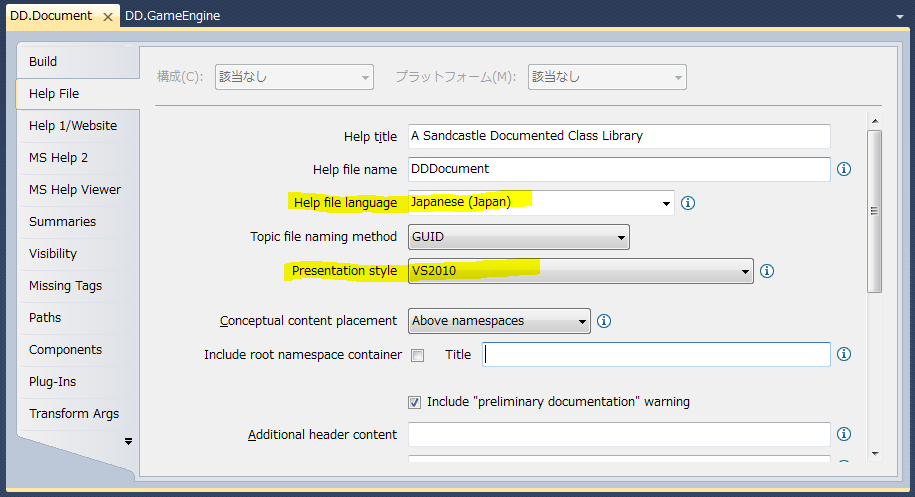 DD.Document DD.GameEngine
Build
Help File
Help 1/Website
MS Help 2
MS Help Viewer
Summaries
Visibility
Missing Tags
Paths
Components
Plug-Ins
Transform Args
構成(C): 該当なし プラットフォーム(M): 該当なし
Help title A Sandcastle Documented Class Library
Help file name DDDocument
Help file language Japanese (Japan)
Topic file naming method GUID
Presentation style VS2010
Conceptual content placement Above namespaces
Include root namespace container Title
Include "preliminary documentation" warning
Additional header content